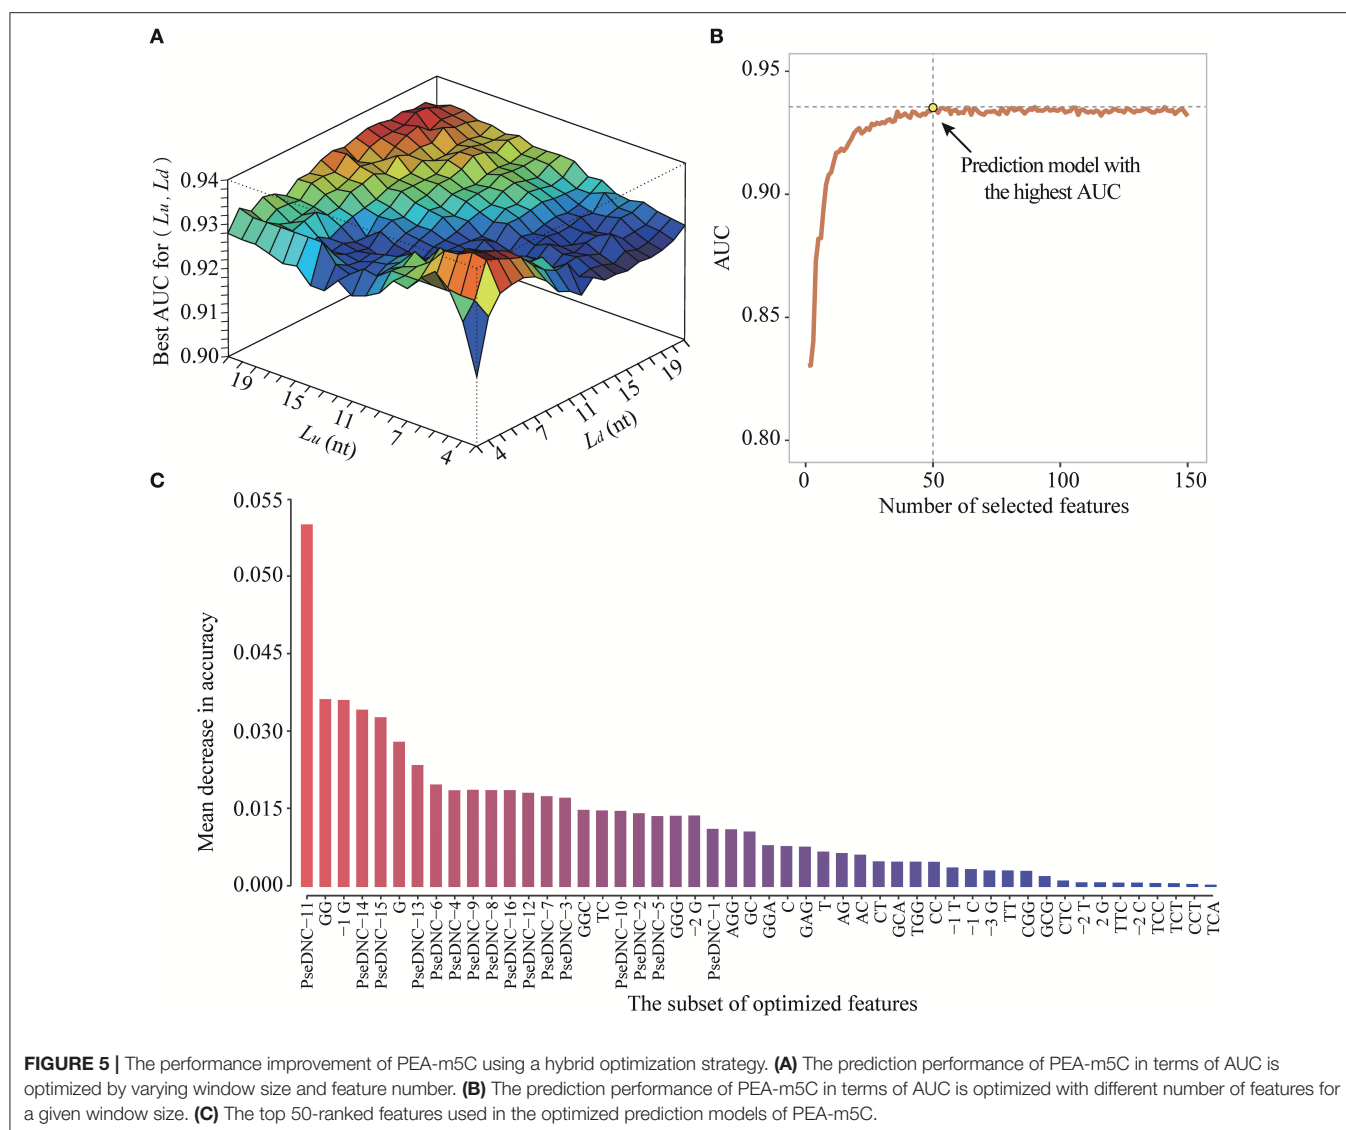 A
0.94
0.93
0.92
0.91
0.90
Best AUC for (Lu, Ld)
19
15
11
7
4
Lu (nt)
4
7
11
15
19
Ld (nt)
B
0.95
0.90
0.85
0.80
AUC
Prediction model with
the highest AUC
0
50
100
150
Number of selected features
C
0.055
0.050
0.045
0.030
0.015
0.000
Mean decrease in accuracy
PseDNC−11
GG
−1 G
PseDNC−14
PseDNC−15
G
PseDNC−13
PseDNC−6
PseDNC−4
PseDNC−9
PseDNC−8
PseDNC−16
PseDNC−12
PseDNC−7
PseDNC−3
GGC
TC
PseDNC−10
PseDNC−2
PseDNC−5
GGG
−2 G
PseDNC−1
AGG
GC
GGA
C
GAG
T
AG
AC
CT
GCA
TGG
CC
−1 T
−1 C
−3 G
TT
GCG
CGG
CTC
−2 T
2 G
TTC
−2 C
TCC
TCT
CCT
TCA
The subset of optimized features
FIGURE 5 | The performance improvement of PEA-m5C using a hybrid optimization strategy. (A) The prediction performance of PEA-m5C in terms of AUC is
optimized by varying window size and feature number. (B) The prediction performance of PEA-m5C in terms of AUC is optimized with different number of features for
a given window size. (C) The top 50-ranked features used in the optimized prediction models of PEA-m5C.